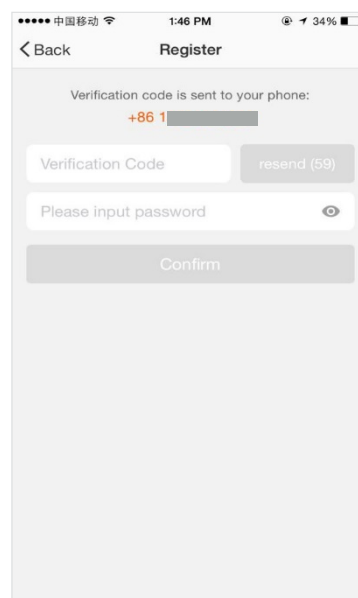 中国移动 1:46 PM 34%
Back Register
Verification code is sent to your phone:
+86 1
Verification Code resend (59)
Please input password
Confirm